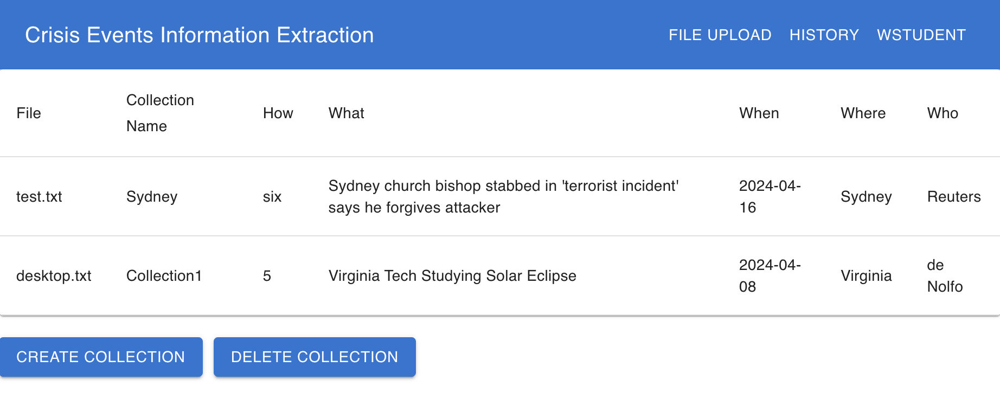 Crisis Events Information Extraction
FILE UPLOAD HISTORY WSTUDENT
File Collection Name How What When Where Who
test.txt Sydney six Sydney church bishop stabbed in 'terrorist incident' says he forgives attacker 2024-04-16 Sydney Reuters
desktop.txt Collection1 5 Virginia Tech Studying Solar Eclipse 2024-04-08 Virginia de Nolfo
CREATE COLLECTION DELETE COLLECTION